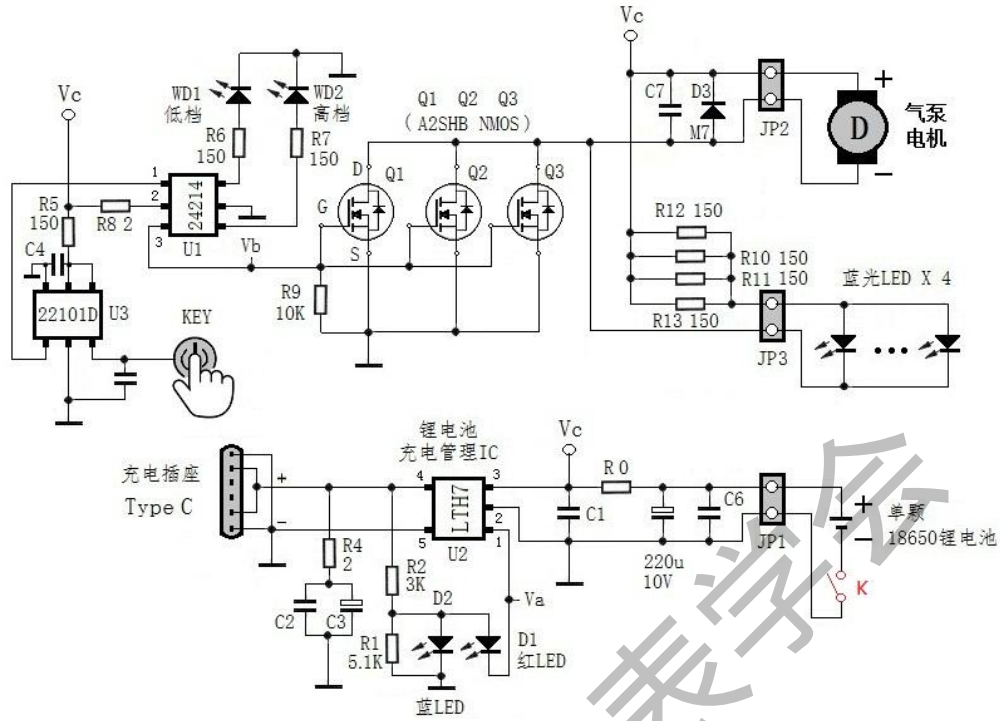 Vc
WD1
低档
WD2
高档
R6
150
R7
150
Q1 Q2 Q3
( A2SHB NMOS )
Vc
C7
D3
M7
JP2
D
+
−
气泵
电机
1
2
3
24214
U1
R5
150
R8 2
C4
22101D
U3
KEY
Vb
R9
10K
D
G
S
Q1
Q2
Q3
R12 150
R10 150
R11 150
R13 150
JP3
蓝光LED X 4
充电插座
Type C
+
−
锂电池
充电管理IC
4
3
2
5
1
LTH7
U2
Vc
R0
C1
220u
10V
C6
JP1
+
−
单颗
18650锂电池
K
R4
2
C2
C3
R2
3K
R1
5.1K
D2
D1
红LED
蓝LED
Va
表学会